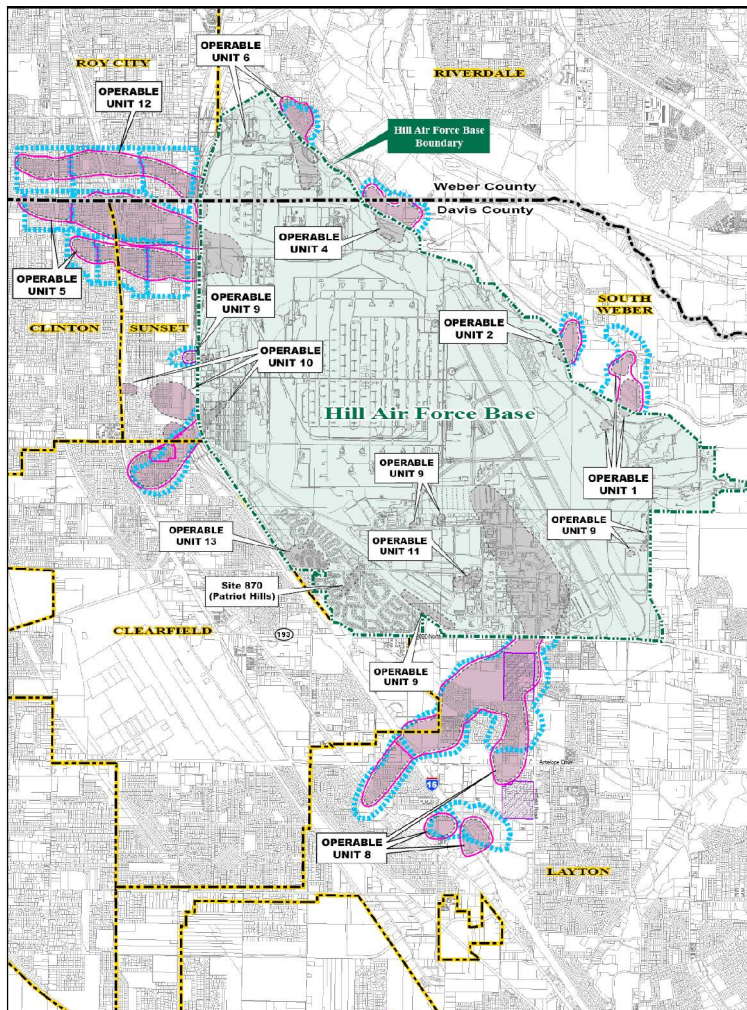 OPERABLE
UNIT 6
ROY CITY
RIVERDALE
OPERABLE
UNIT 12
Hill Air Force Base
Boundary
Weber County
Davis County
OPERABLE
UNIT 4
OPERABLE
UNIT 5
SOUTH
WEBER
OPERABLE
UNIT 9
CLINTON
SUNSET
OPERABLE
UNIT 2
OPERABLE
UNIT 10
Hill Air Force Base
OPERABLE
UNIT 9
OPERABLE
UNIT 1
OPERABLE
UNIT 9
OPERABLE
UNIT 13
OPERABLE
UNIT 11
Site 870
(Patriot Hills)
CLEARFIELD
193
OPERABLE
UNIT 9
Antelope Drive
15
OPERABLE
UNIT 8
LAYTON